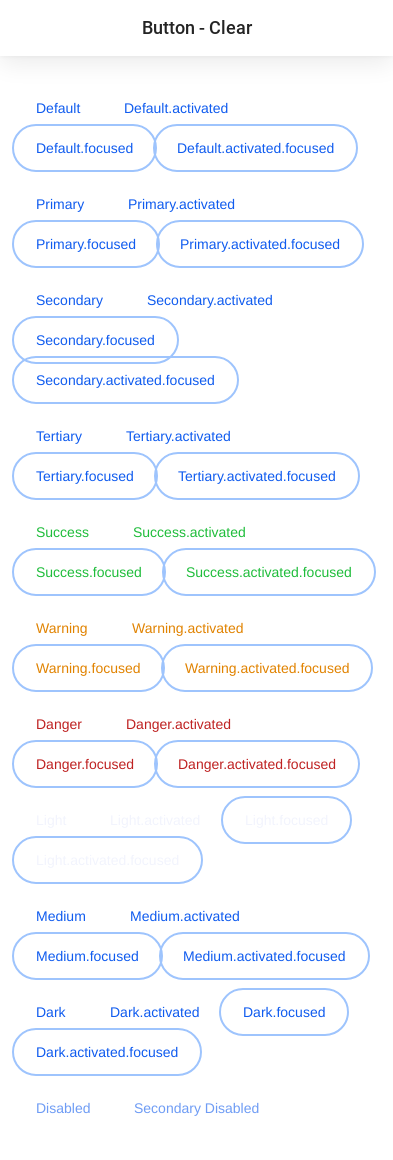 Button - Clear
Default Default.activated
Default.focused Default.activated.focused
Primary Primary.activated
Primary.focused Primary.activated.focused
Secondary Secondary.activated
Secondary.focused
Secondary.activated.focused
Tertiary Tertiary.activated
Tertiary.focused Tertiary.activated.focused
Success Success.activated
Success.focused Success.activated.focused
Warning Warning.activated
Warning.focused Warning.activated.focused
Danger Danger.activated
Danger.focused Danger.activated.focused
Light Light.activated Light.focused
Light.activated.focused
Medium Medium.activated
Medium.focused Medium.activated.focused
Dark Dark.activated Dark.focused
Dark.activated.focused
Disabled Secondary Disabled